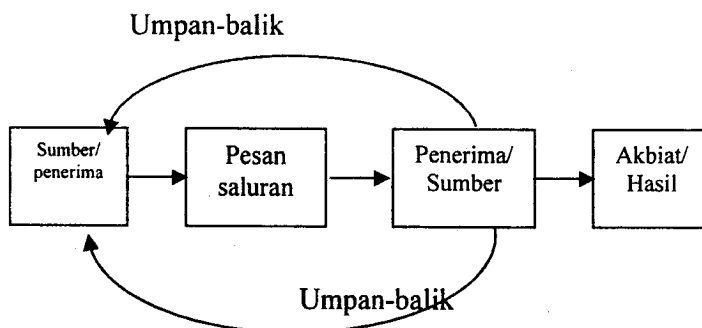 Umpan-balik
Sumber/
penerima
Pesan
saluran
Penerima/
Sumber
Akbiat/
Hasil
Umpan-balik